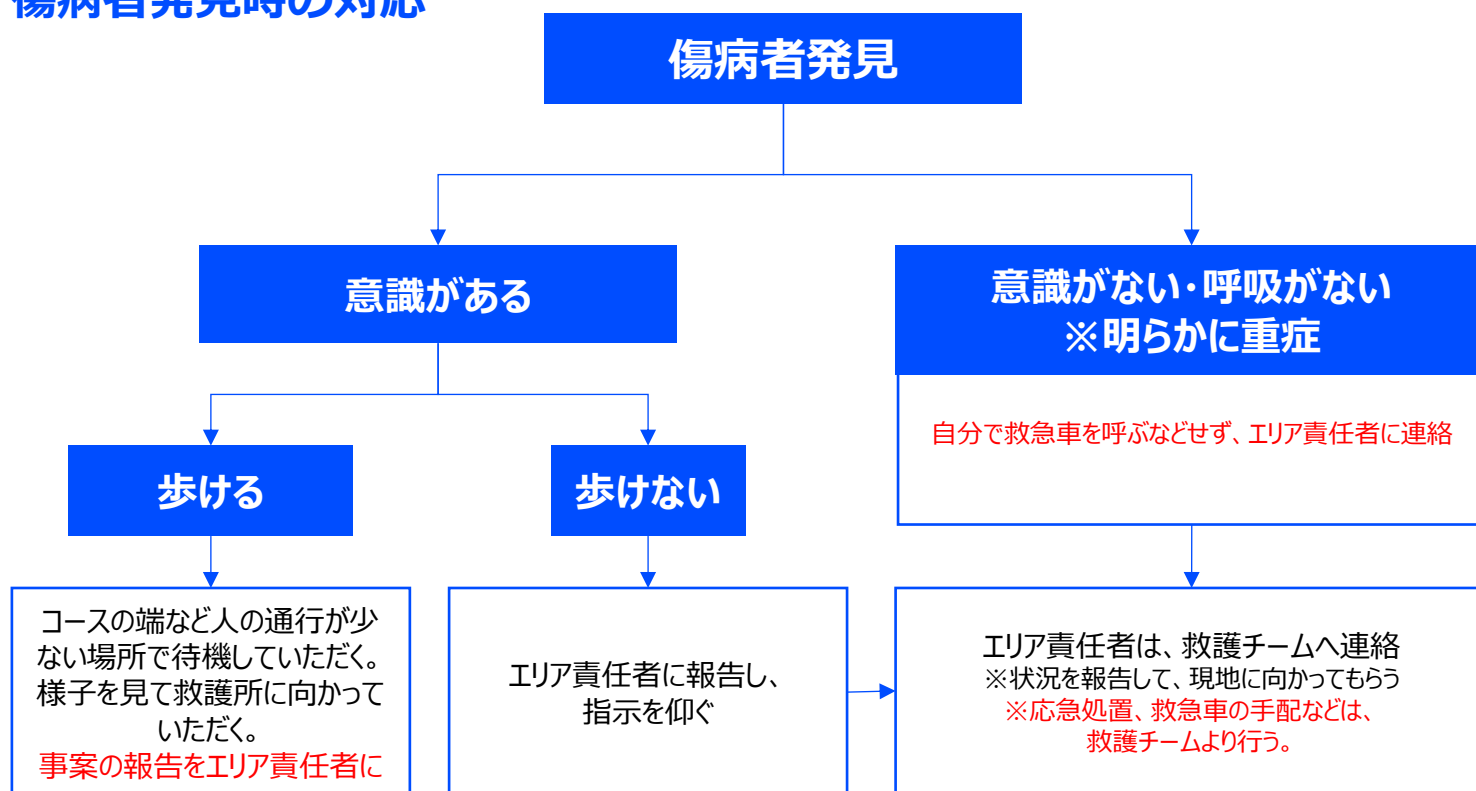 傷病者発見時の対応
傷病者発見
意識がある
意識がない・呼吸がない
※明らかに重症
自分で救急車を呼ぶなどせず、エリア責任者に連絡
歩ける
歩けない
コースの端など人の通行が少
ない場所で待機していただく。
様子を見て救護所に向かって
いただく。
事案の報告をエリア責任者に
エリア責任者に報告し、
指示を仰ぐ
エリア責任者は、救護チームへ連絡
※状況を報告して、現地に向かってもらう
※応急処置、救急車の手配などは、
救護チームより行う。